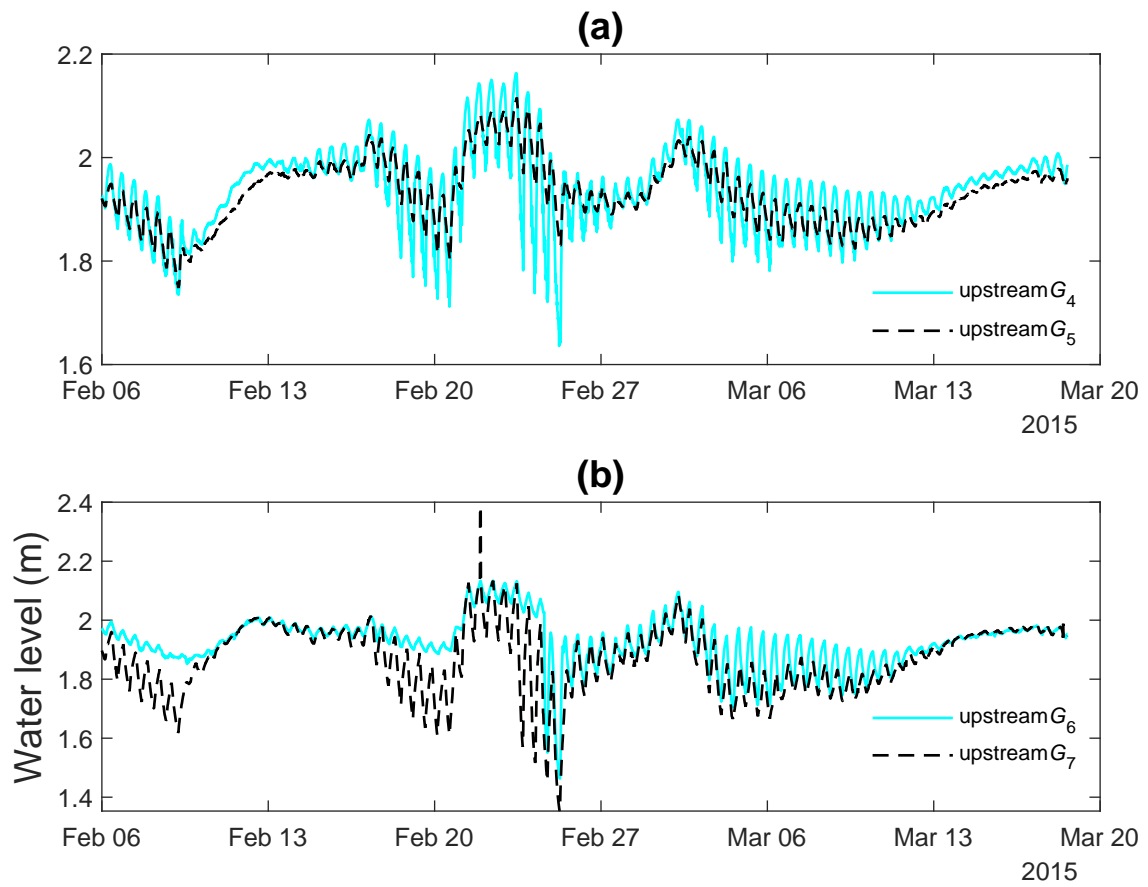 (a)
2.2
2
1.8
1.6
upstream G4
upstream G5
Feb 06 Feb 13 Feb 20 Feb 27 Mar 06 Mar 13 Mar 20
2015
(b)
Water level (m)
2.4
2.2
2
1.8
1.6
1.4
upstream G6
upstream G7
Feb 06 Feb 13 Feb 20 Feb 27 Mar 06 Mar 13 Mar 20
2015